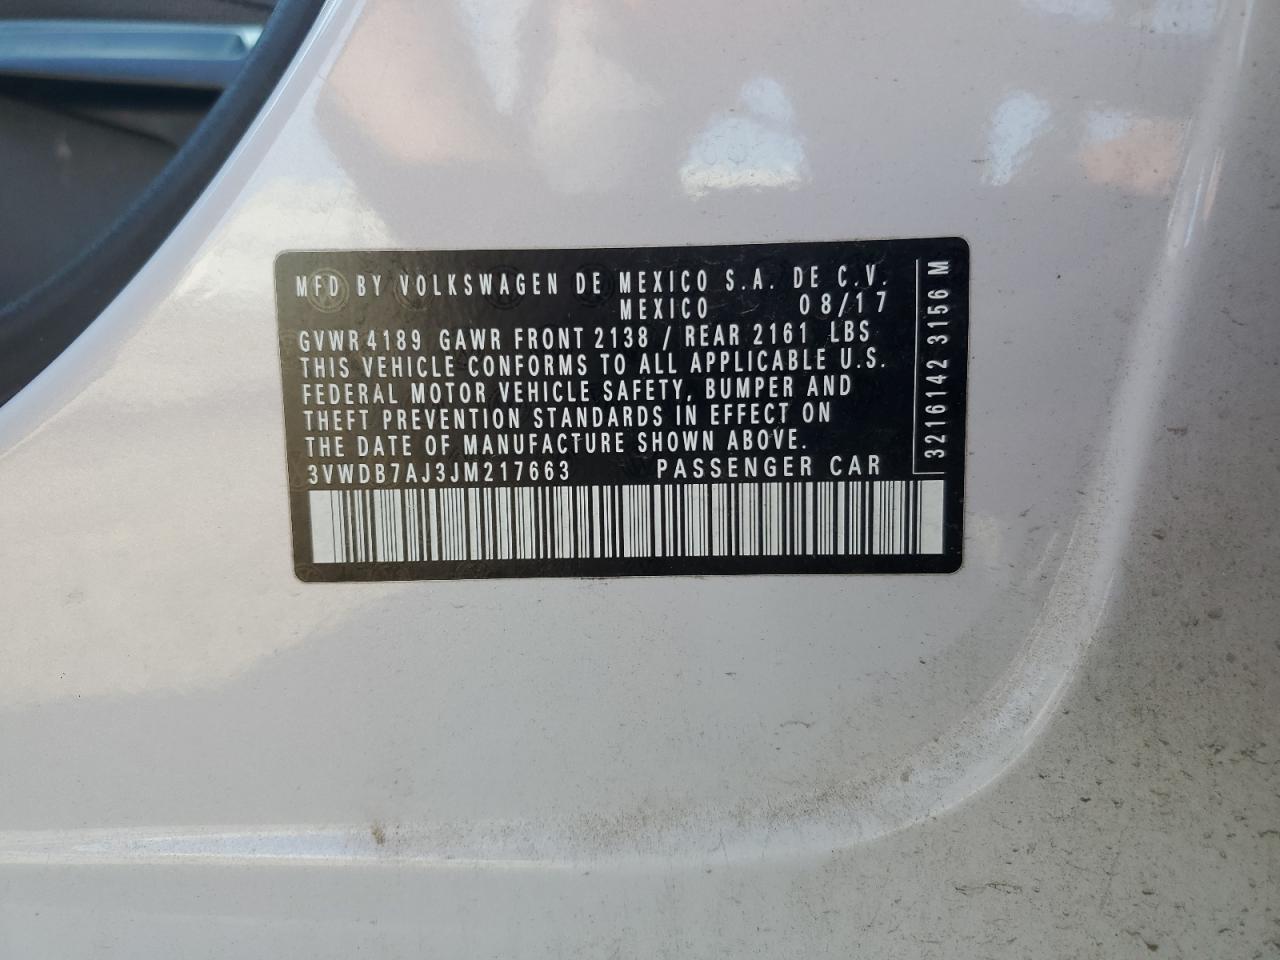 MFD BY VOLKSWAGEN DE MEXICO S.A. DE C.V.
MEXICO 08/17
GVWR 4189 GAWR FRONT 2138 / REAR 2161 LBS
THIS VEHICLE CONFORMS TO ALL APPLICABLE U.S.
FEDERAL MOTOR VEHICLE SAFETY, BUMPER AND
THEFT PREVENTION STANDARDS IN EFFECT ON
THE DATE OF MANUFACTURE SHOWN ABOVE.
3VWDB7AJ3JM217663 PASSENGER CAR
3216142 3156 M